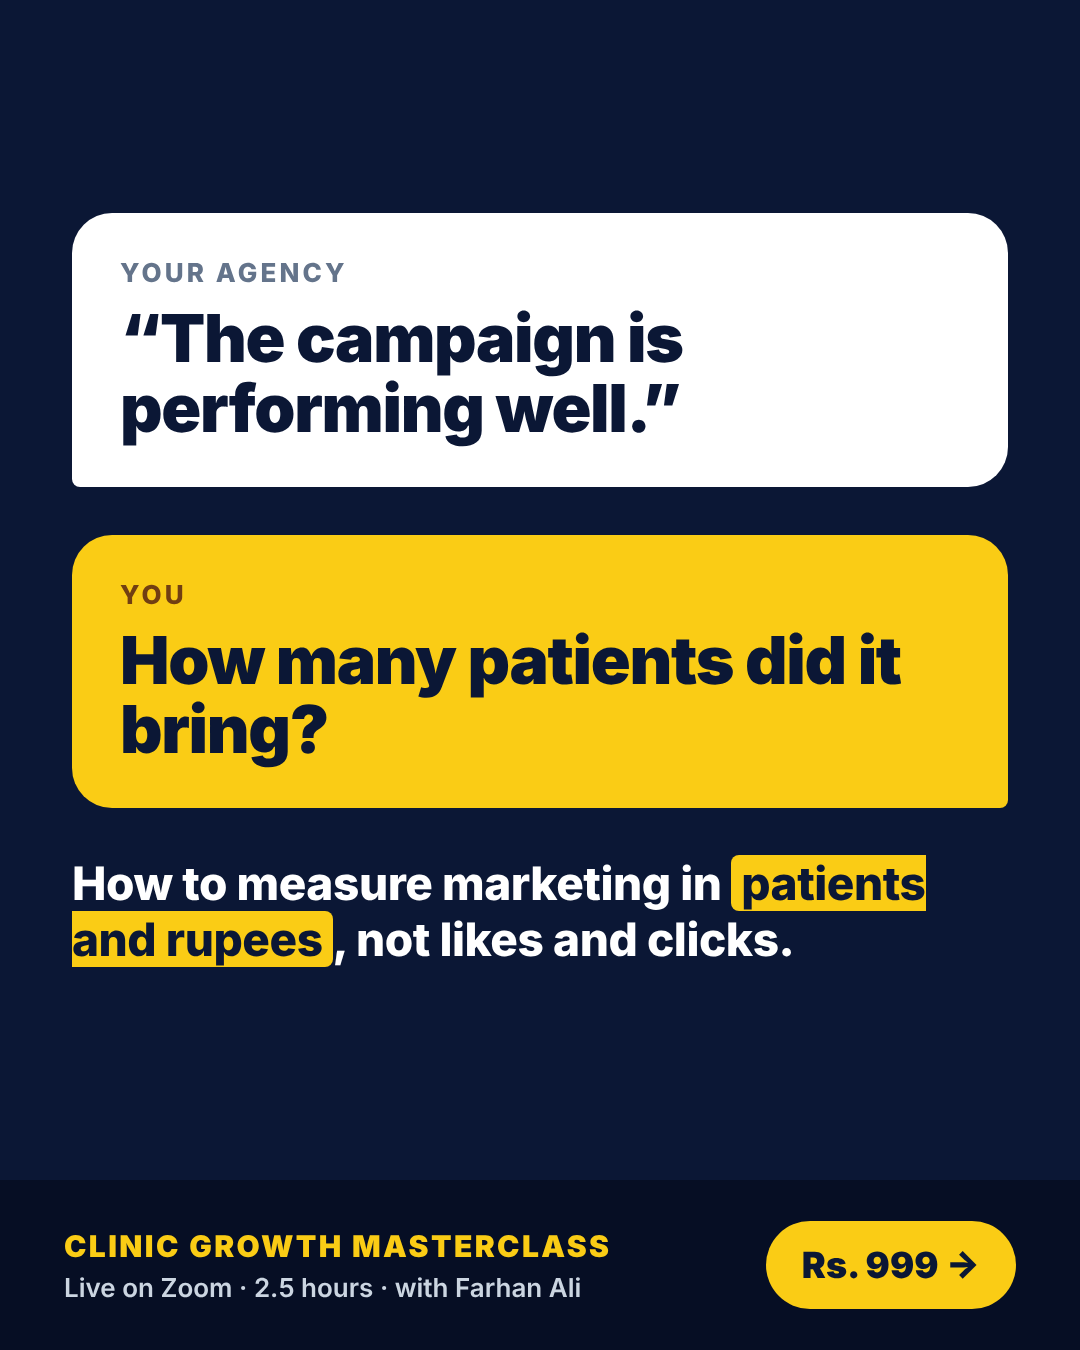 YOUR AGENCY
“The campaign is
performing well.”
YOU
How many patients did it
bring?
How to measure marketing in patients
and rupees, not likes and clicks.
CLINIC GROWTH MASTERCLASS
Live on Zoom · 2.5 hours · with Farhan Ali
Rs. 999 →